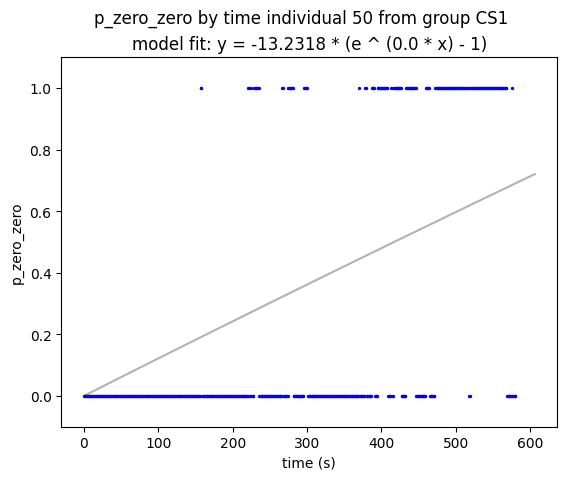 p_zero_zero by time individual 50 from group CS1
model fit: y = -13.2318 * (e ^ (0.0 * x) - 1)
1.0
0.8
0.6
0.4
0.2
0.0
p_zero_zero
0 100 200 300 400 500 600
time (s)